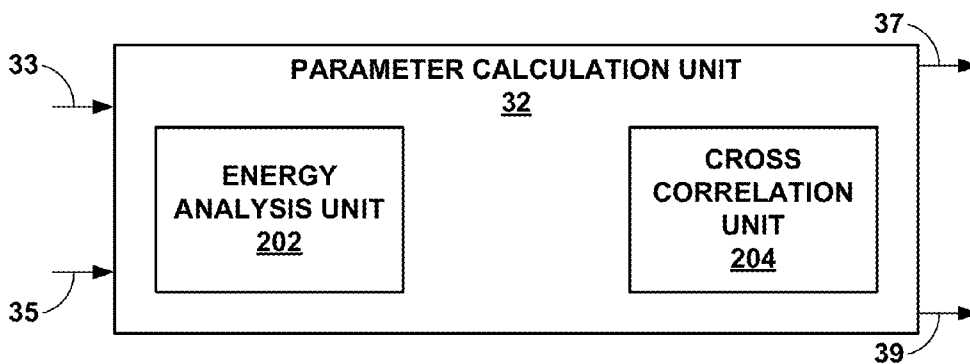 33
37
PARAMETER CALCULATION UNIT
32
ENERGY
ANALYSIS UNIT
202
CROSS
CORRELATION
UNIT
204
35
39